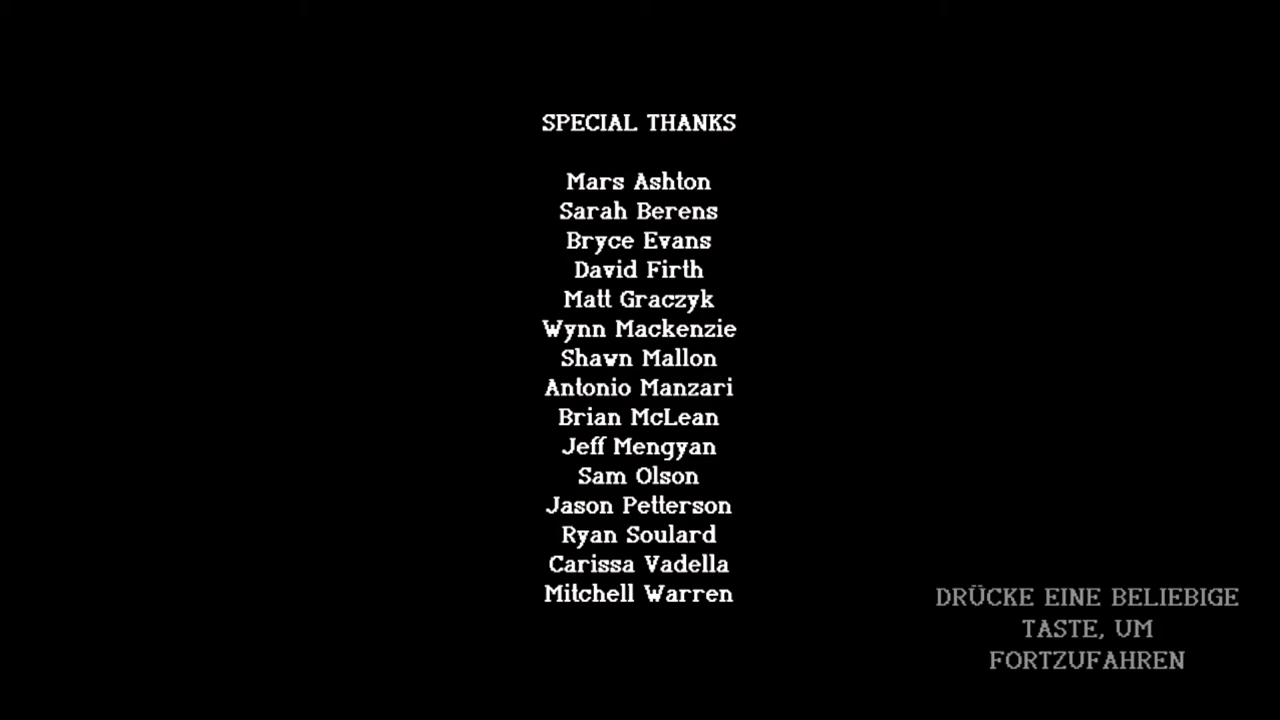 SPECIAL THANKS
Mars Ashton
Sarah Berens
Bryce Evans
David Firth
Matt Graczyk
Wynn Mackenzie
Shawn Mallon
Antonio Manzari
Brian McLean
Jeff Mengyan
Sam Olson
Jason Petterson
Ryan Soulard
Carissa Vadella
Mitchell Warren
DRÜCKE EINE BELIEBIGE
TASTE, UM
FORTZUFAHREN